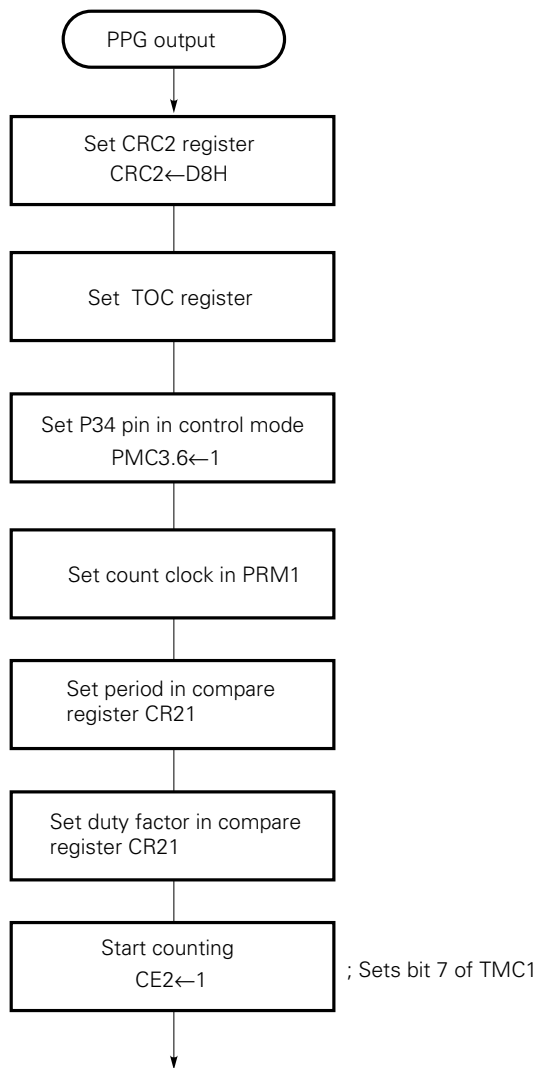 PPG output
Set CRC2 register
CRC2←D8H
Set TOC register
Set P34 pin in control mode
PMC3.6←1
Set count clock in PRM1
Set period in compare
register CR21
Set duty factor in compare
register CR21
Start counting
CE2←1
; Sets bit 7 of TMC1